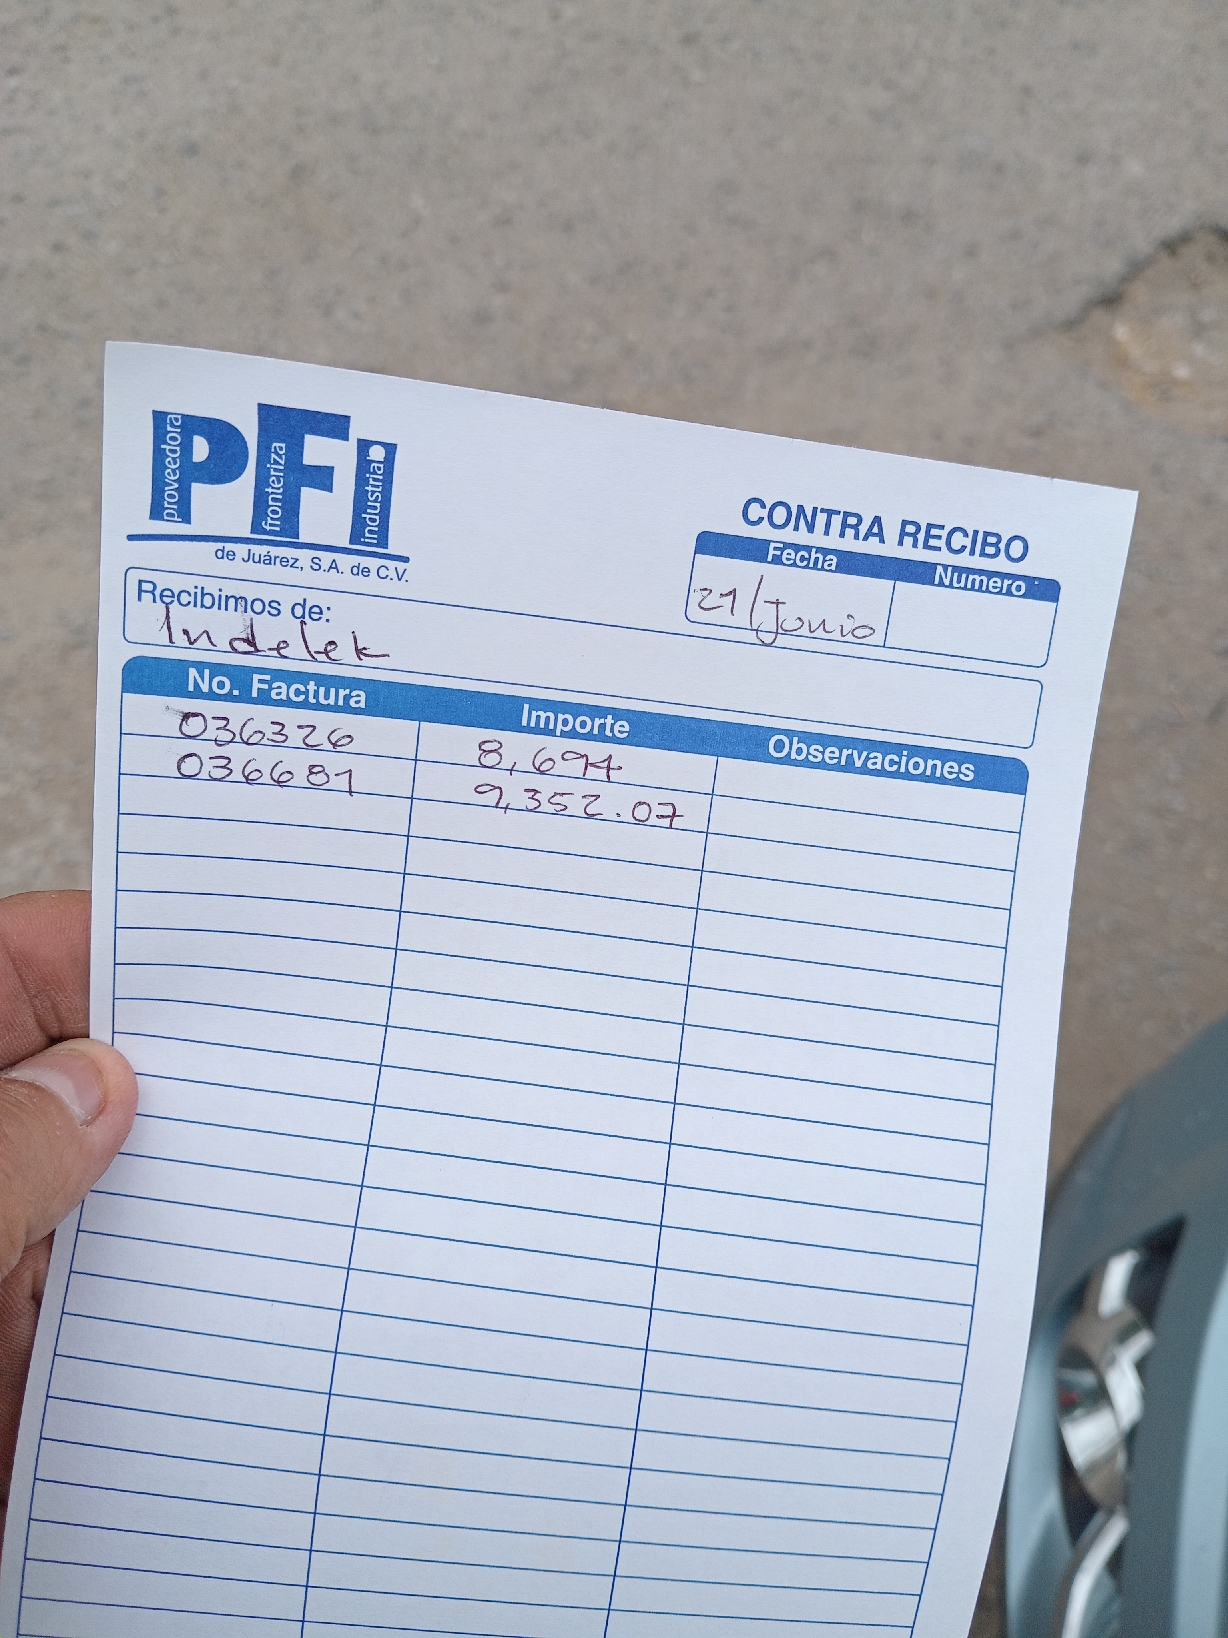 proveedora
fronteriza
industrial
PFI
de Juárez, S.A. de C.V.
CONTRA RECIBO
Fecha Numero
21/Junio
Recibimos de:
Indelek
No. Factura Importe Observaciones
036326 8,694
036681 9,352.07